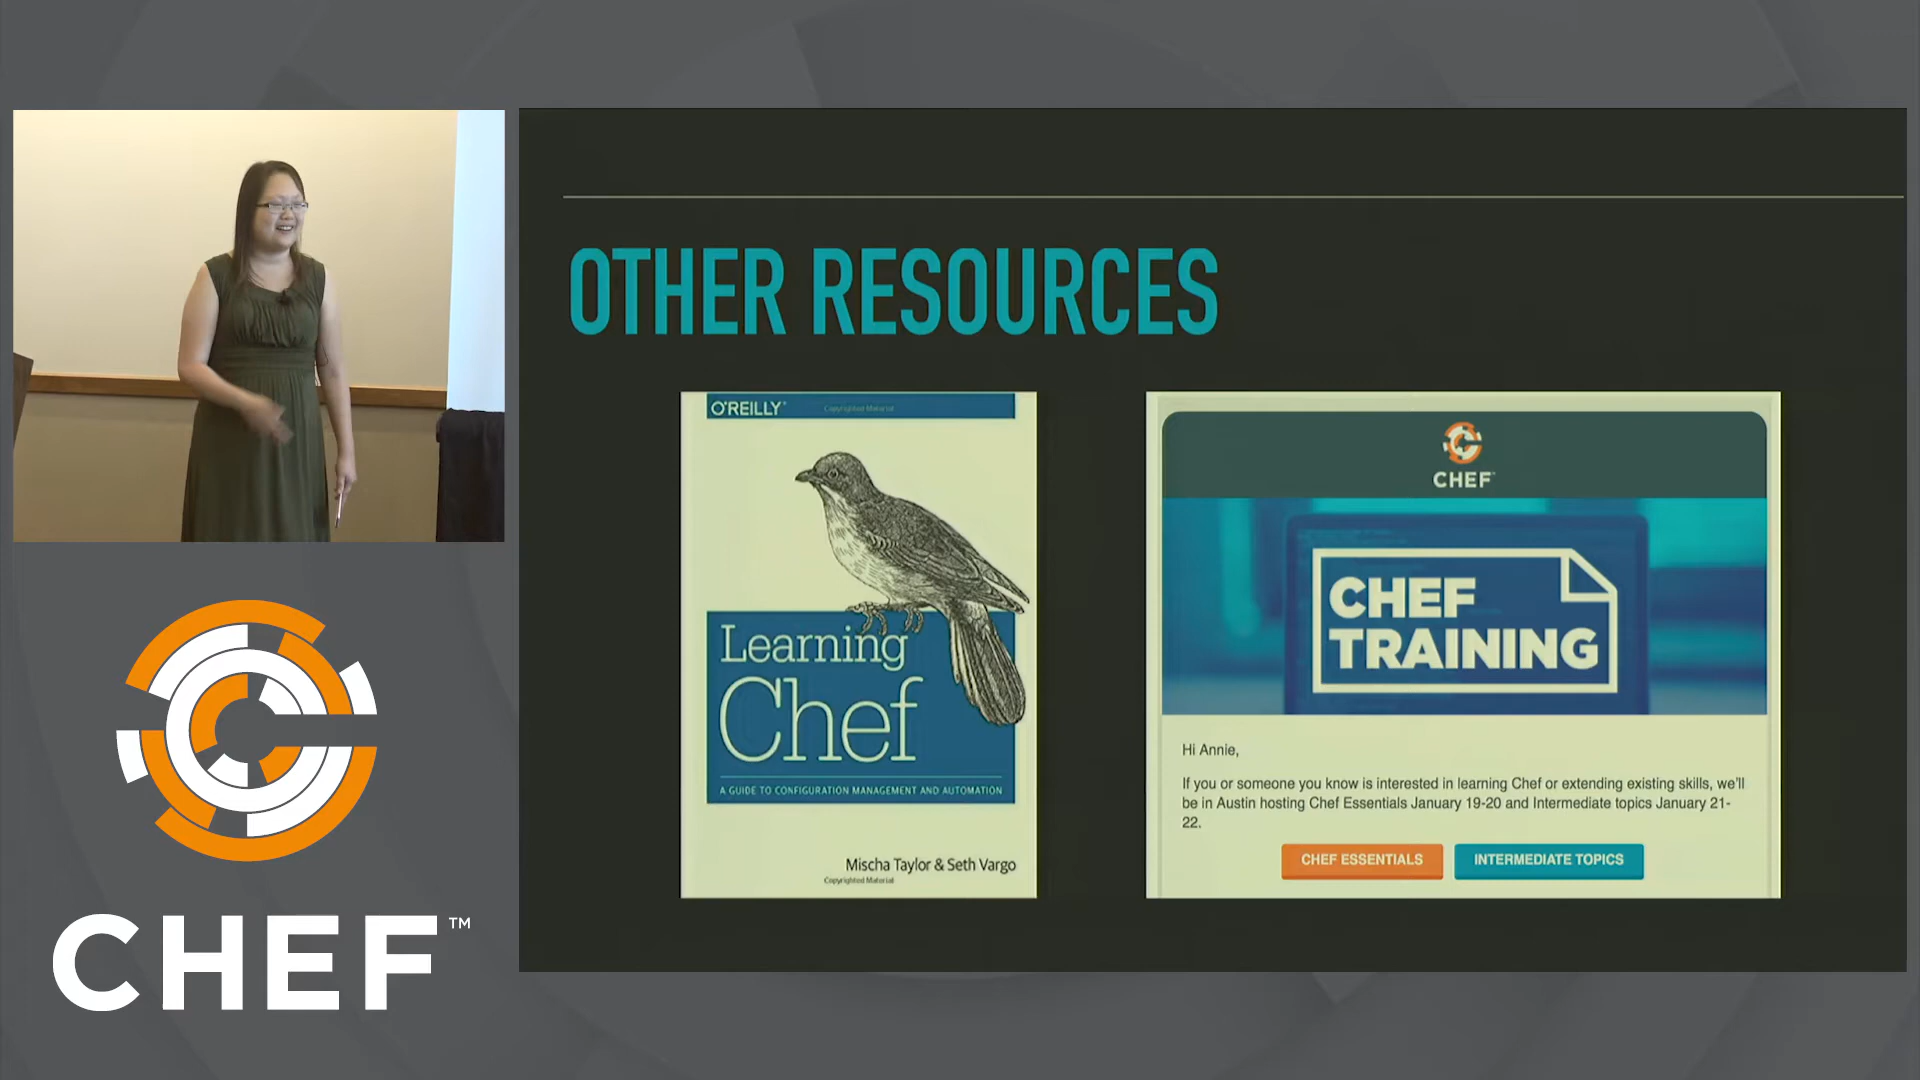 OTHER RESOURCES
O'REILLY®
Copyrighted Material
Learning
Chef
A GUIDE TO CONFIGURATION MANAGEMENT AND AUTOMATION
Mischa Taylor & Seth Vargo
Copyrighted Material
CHEF™
CHEF
TRAINING
Hi Annie,
If you or someone you know is interested in learning Chef or extending existing skills, we'll
be in Austin hosting Chef Essentials January 19-20 and Intermediate topics January 21-
22.
CHEF ESSENTIALS
INTERMEDIATE TOPICS
CHEF™